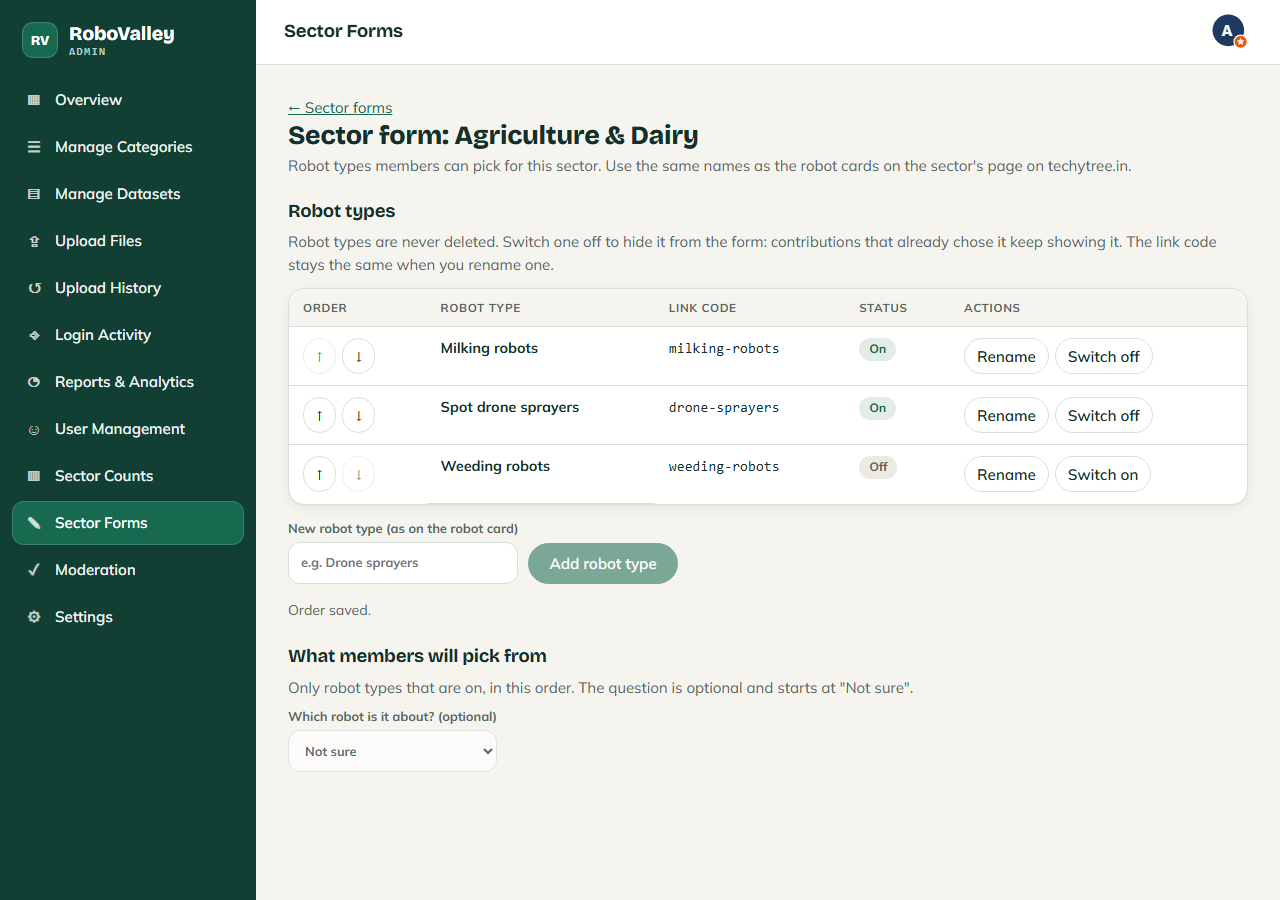 RV
RoboValley
ADMIN
Overview
Manage Categories
Manage Datasets
Upload Files
Upload History
Login Activity
Reports & Analytics
User Management
Sector Counts
Sector Forms
Moderation
Settings
Sector Forms
A
← Sector forms
Sector form: Agriculture & Dairy
Robot types members can pick for this sector. Use the same names as the robot cards on the sector's page on techytree.in.
Robot types
Robot types are never deleted. Switch one off to hide it from the form: contributions that already chose it keep showing it. The link code
stays the same when you rename one.
ORDER ROBOT TYPE LINK CODE STATUS ACTIONS
↑ ↓ Milking robots milking-robots On Rename Switch off
↑ ↓ Spot drone sprayers drone-sprayers On Rename Switch off
↑ ↓ Weeding robots weeding-robots Off Rename Switch on
New robot type (as on the robot card)
e.g. Drone sprayers Add robot type
Order saved.
What members will pick from
Only robot types that are on, in this order. The question is optional and starts at "Not sure".
Which robot is it about? (optional)
Not sure